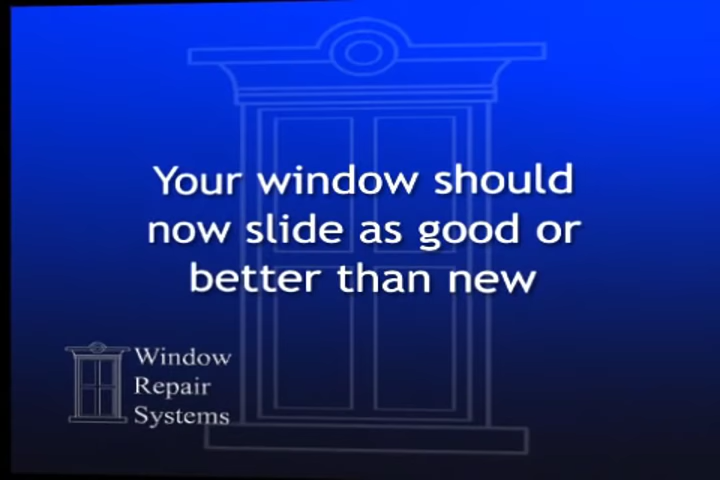 Your window should
now slide as good or
better than new
Window
Repair
Systems